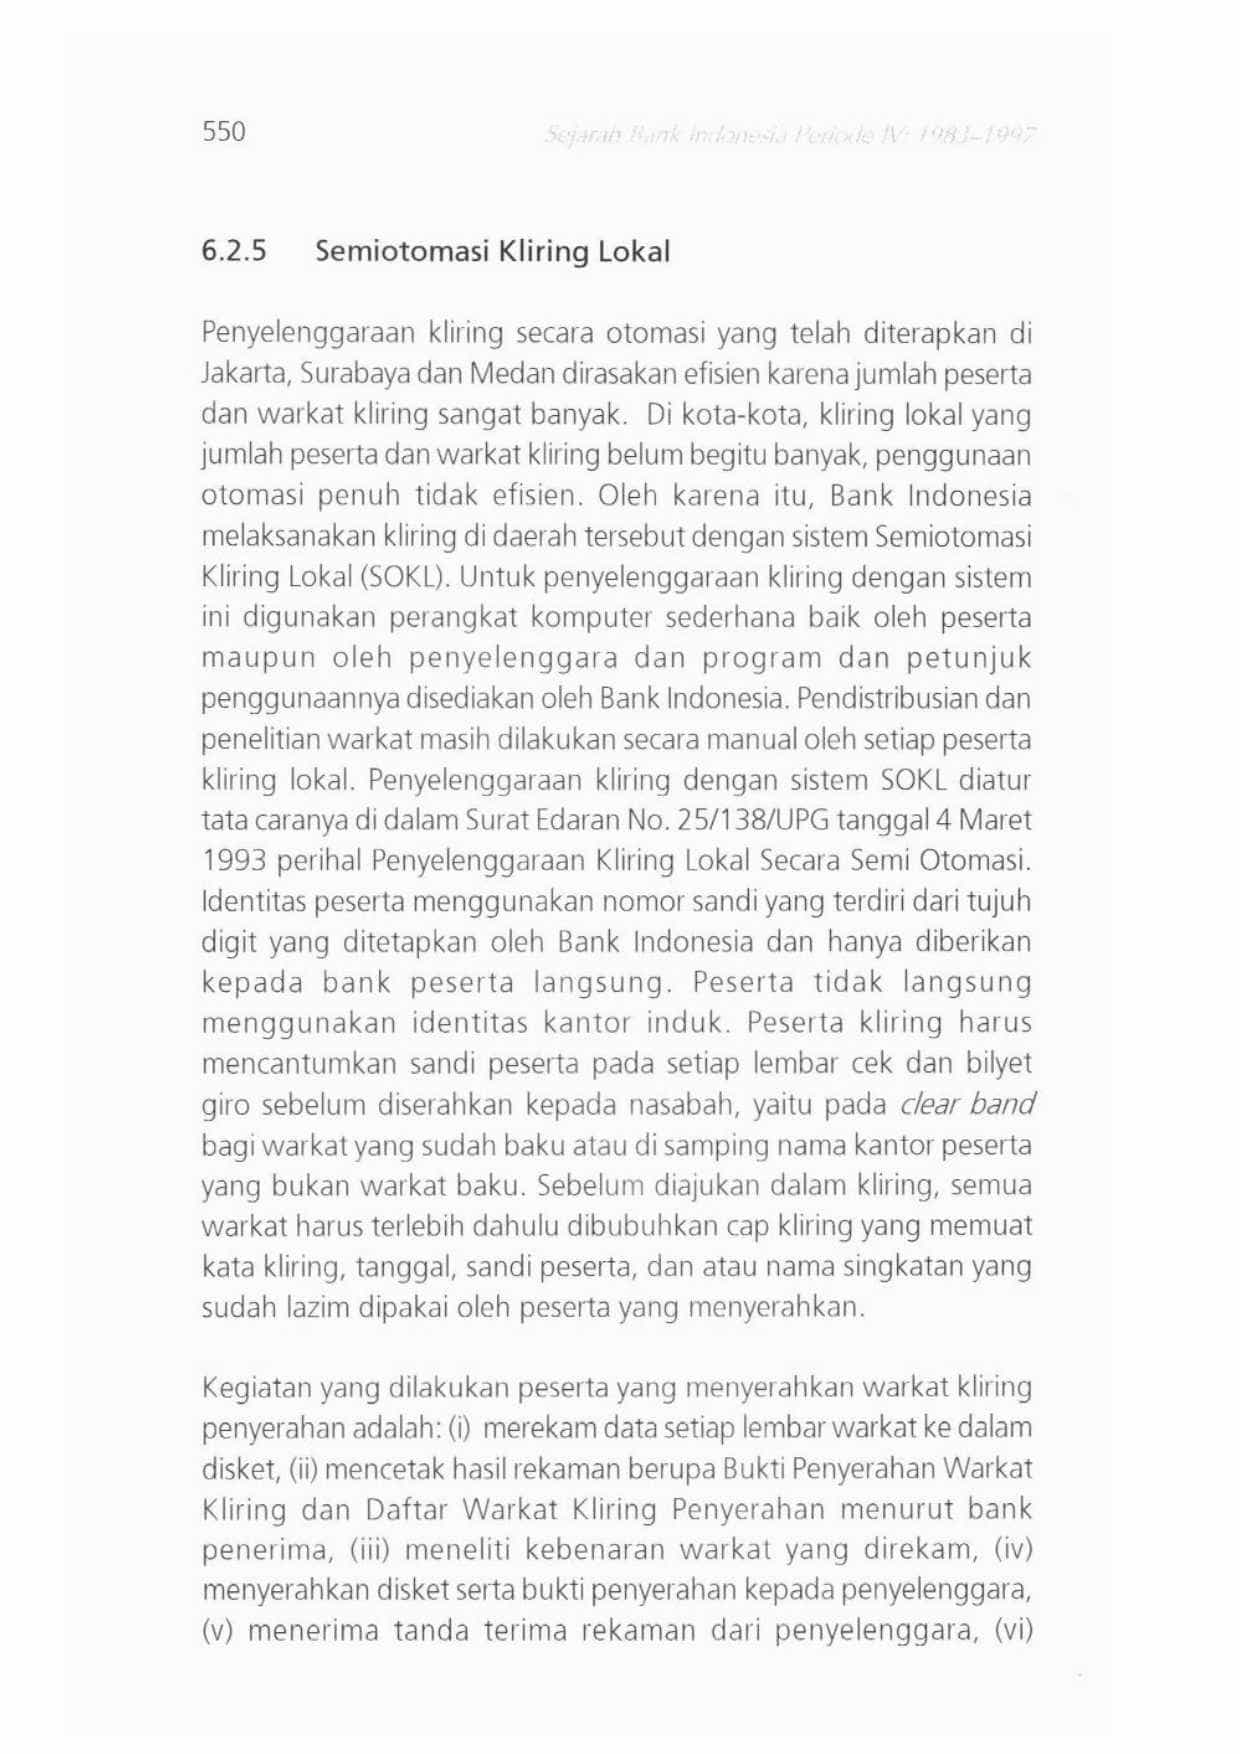 550
Sejarah Bank Indonesia Periode IV: 1983–1997
6.2.5 Semiotomasi Kliring Lokal
Penyelenggaraan kliring secara otomasi yang telah diterapkan di
Jakarta, Surabaya dan Medan dirasakan efisien karena jumlah peserta
dan warkat kliring sangat banyak. Di kota-kota, kliring lokal yang
jumlah peserta dan warkat kliring belum begitu banyak, penggunaan
otomasi penuh tidak efisien. Oleh karena itu, Bank Indonesia
melaksanakan kliring di daerah tersebut dengan sistem Semiotomasi
Kliring Lokal (SOKL). Untuk penyelenggaraan kliring dengan sistem
ini digunakan perangkat komputer sederhana baik oleh peserta
maupun oleh penyelenggara dan program dan petunjuk
penggunaannya disediakan oleh Bank Indonesia. Pendistribusian dan
penelitian warkat masih dilakukan secara manual oleh setiap peserta
kliring lokal. Penyelenggaraan kliring dengan sistem SOKL diatur
tata caranya di dalam Surat Edaran No. 25/138/UPG tanggal 4 Maret
1993 perihal Penyelenggaraan Kliring Lokal Secara Semi Otomasi.
Identitas peserta menggunakan nomor sandi yang terdiri dari tujuh
digit yang ditetapkan oleh Bank Indonesia dan hanya diberikan
kepada bank peserta langsung. Peserta tidak langsung
menggunakan identitas kantor induk. Peserta kliring harus
mencantumkan sandi peserta pada setiap lembar cek dan bilyet
giro sebelum diserahkan kepada nasabah, yaitu pada clear band
bagi warkat yang sudah baku atau di samping nama kantor peserta
yang bukan warkat baku. Sebelum diajukan dalam kliring, semua
warkat harus terlebih dahulu dibubuhkan cap kliring yang memuat
kata kliring, tanggal, sandi peserta, dan atau nama singkatan yang
sudah lazim dipakai oleh peserta yang menyerahkan.
Kegiatan yang dilakukan peserta yang menyerahkan warkat kliring
penyerahan adalah: (i) merekam data setiap lembar warkat ke dalam
disket, (ii) mencetak hasil rekaman berupa Bukti Penyerahan Warkat
Kliring dan Daftar Warkat Kliring Penyerahan menurut bank
penerima, (iii) meneliti kebenaran warkat yang direkam, (iv)
menyerahkan disket serta bukti penyerahan kepada penyelenggara,
(v) menerima tanda terima rekaman dari penyelenggara, (vi)